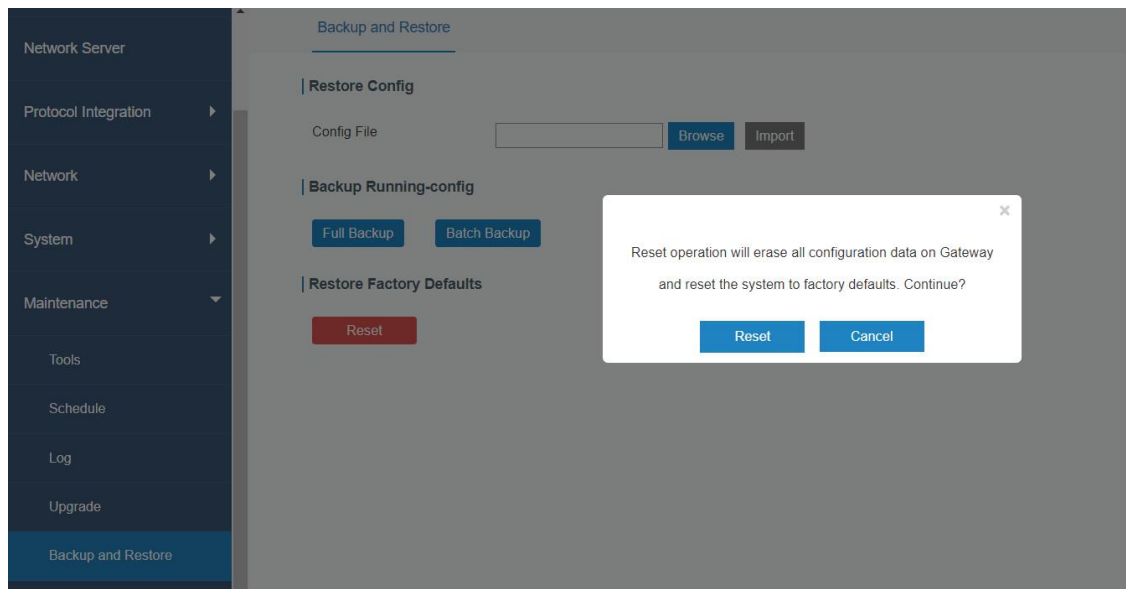 Network Server
Protocol Integration
Network
System
Maintenance
Tools
Schedule
Log
Upgrade
Backup and Restore
Backup and Restore
Restore Config
Config File
Browse
Import
Backup Running-config
Full Backup
Batch Backup
Restore Factory Defaults
Reset
Reset operation will erase all configuration data on Gateway
and reset the system to factory defaults. Continue?
Reset
Cancel